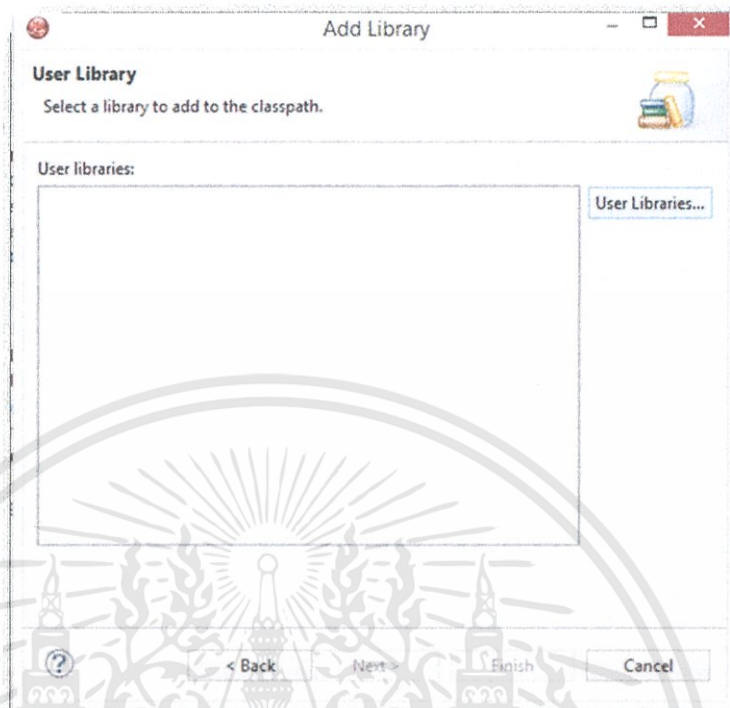 Add Library
User Library
Select a library to add to the classpath.
User libraries:
User Libraries...
?
< Back Next > Finish Cancel